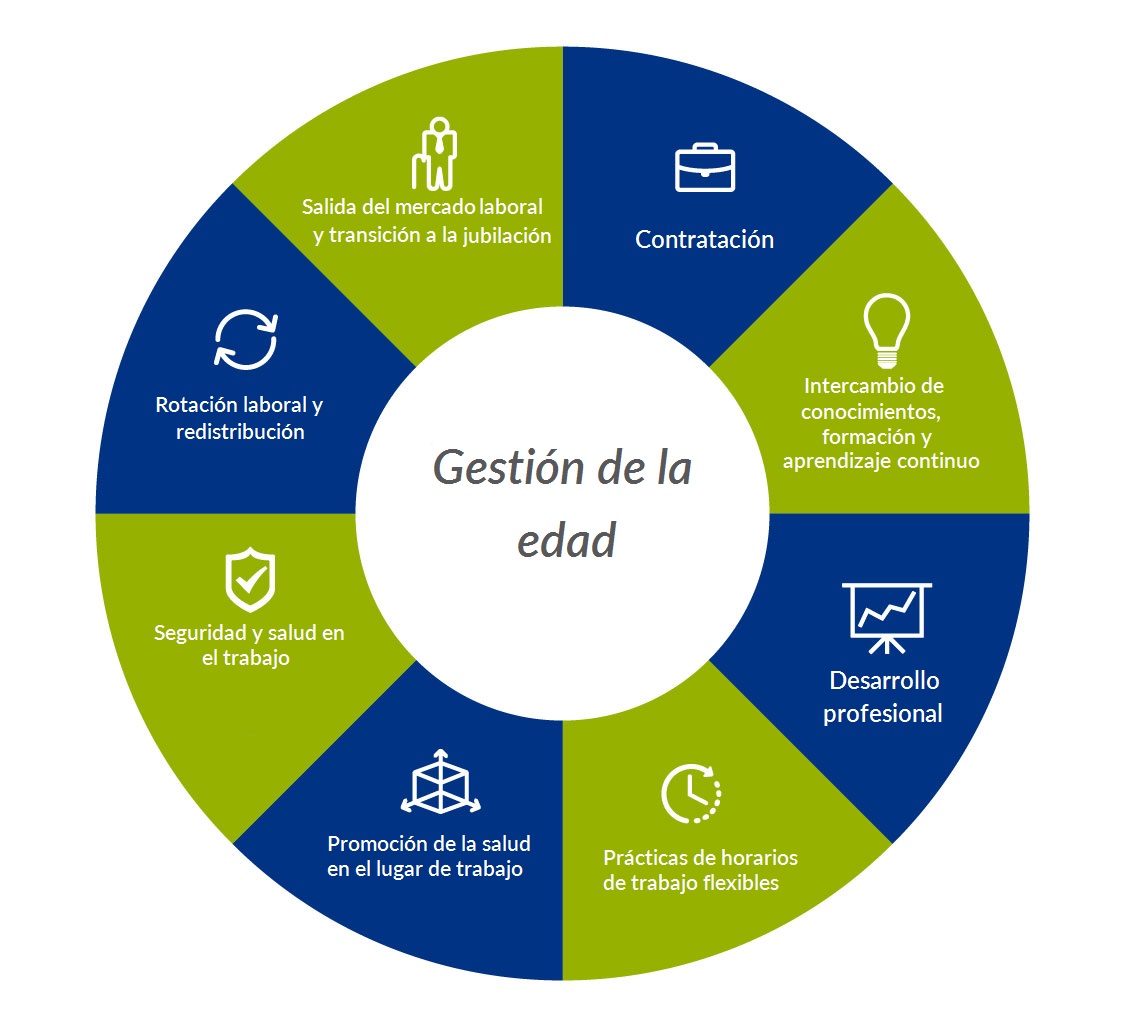 Gestión de la
edad
Contratación
Intercambio de
conocimientos,
formación y
aprendizaje continuo
Desarrollo
profesional
Prácticas de horarios
de trabajo flexibles
Promoción de la salud
en el lugar de trabajo
Seguridad y salud en
el trabajo
Rotación laboral y
redistribución
Salida del mercado laboral
y transición a la jubilación